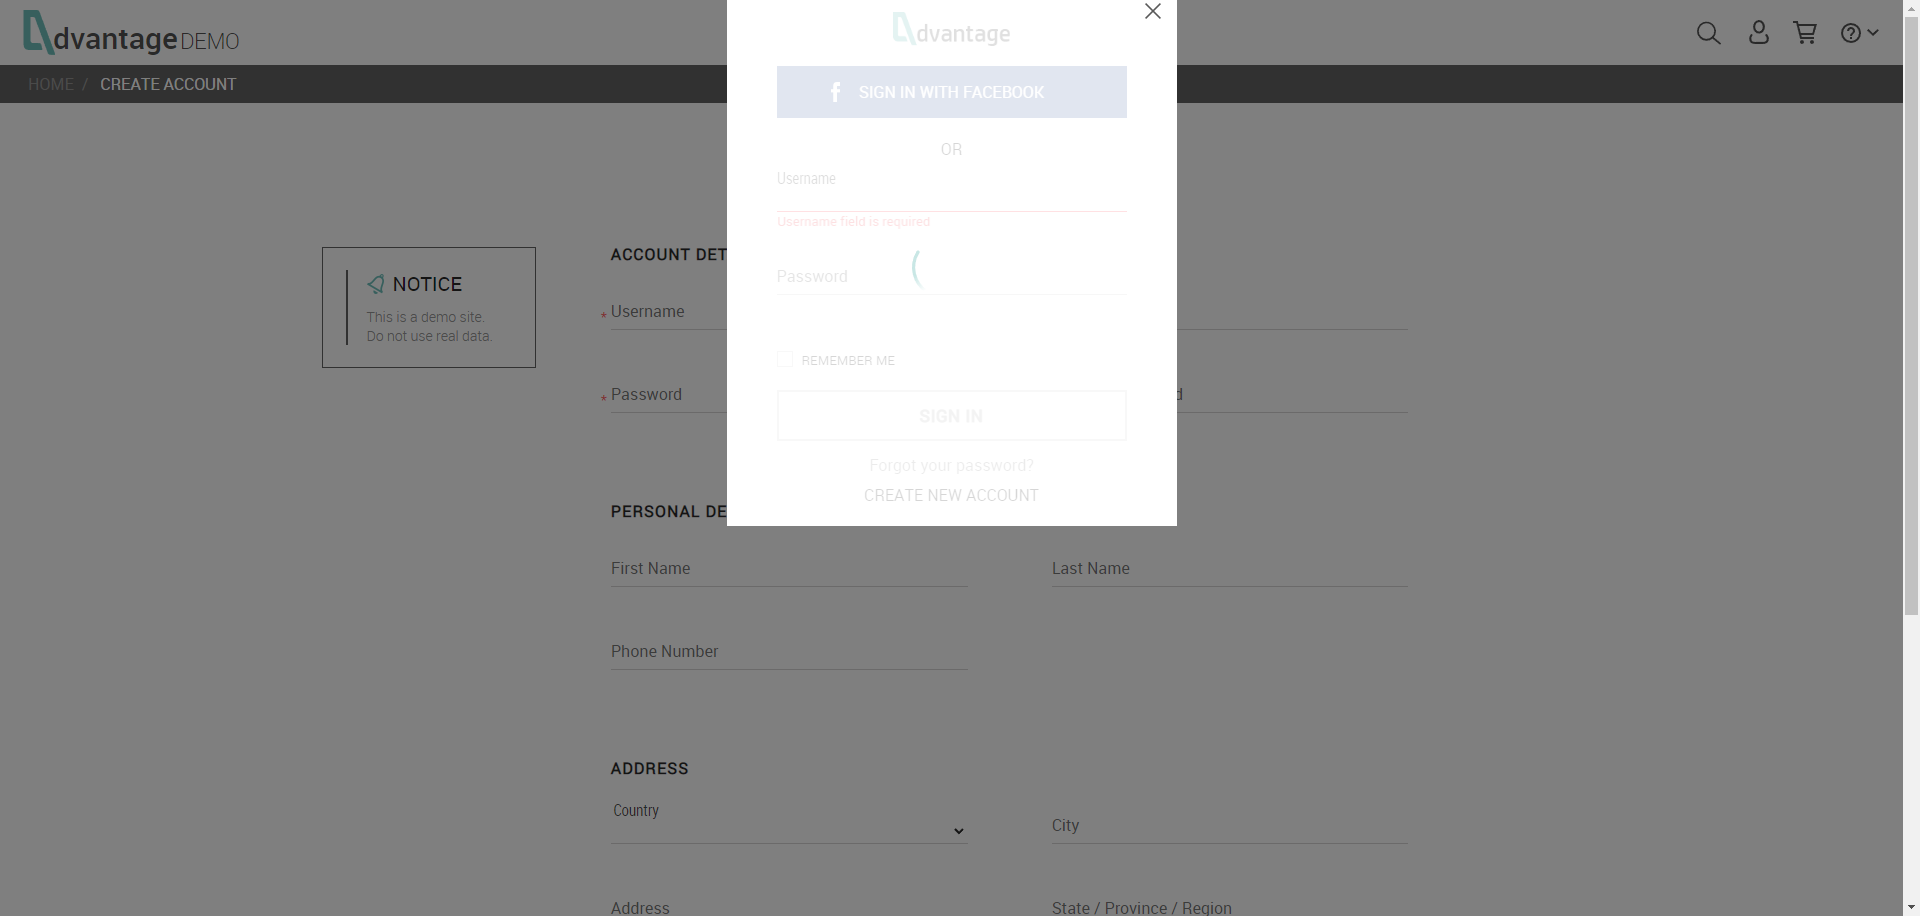 dvantage DEMO
HOME / CREATE ACCOUNT
dvantage
SIGN IN WITH FACEBOOK
OR
Username
Username field is required
Password
REMEMBER ME
SIGN IN
Forgot your password?
CREATE NEW ACCOUNT
NOTICE
This is a demo site.
Do not use real data.
ACCOUNT DET
* Username
* Password
d
PERSONAL DE
First Name
Last Name
Phone Number
ADDRESS
Country
City
Address
State / Province / Region